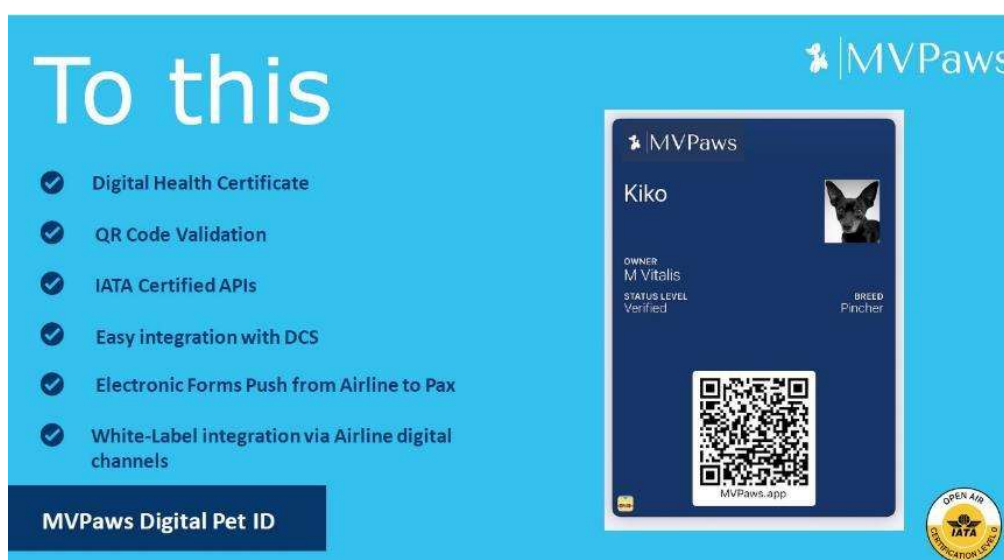 To this
MVPaws
Digital Health Certificate
QR Code Validation
IATA Certified APIs
Easy integration with DCS
Electronic Forms Push from Airline to Pax
White-Label integration via Airline digital
channels
MVPaws Digital Pet ID
MVPaws
Kiko
OWNER
M Vitalis
STATUS LEVEL
Verified
BREED
Pincher
MVPaws.app
OPEN AIR
IATA
CERTIFICATION LEVEL